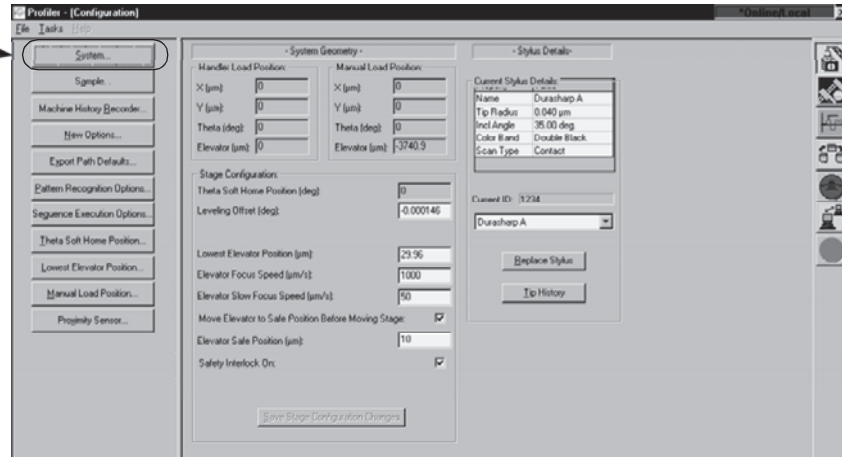 Profiler - [Configuration]
*Online/Local
File Tasks Help
System...
Sample...
Machine History Recorder...
New Options...
Export Path Defaults...
Pattern Recognition Options...
Sequence Execution Options...
Theta Soft Home Position...
Lowest Elevator Position...
Manual Load Position...
Proximity Sensor...
- System Geometry -
Handler Load Position:
X (µm): 0
Y (µm): 0
Theta (deg): 0
Elevator (µm): 0
Manual Load Position:
X (µm): 0
Y (µm): 0
Theta (deg): 0
Elevator (µm): -3740.9
Stage Configuration:
Theta Soft Home Position (deg): 0
Leveling Offset (deg): -0.000146
Lowest Elevator Position (µm): 29.96
Elevator Focus Speed (µm/s): 1000
Elevator Slow Focus Speed (µm/s): 50
Move Elevator to Safe Position Before Moving Stage:
Elevator Safe Position (µm): 10
Safety Interlock On:
Save Stage Configuration Changes
- Stylus Details-
Current Stylus Details:
Name Durasharp A
Tip Radius 0.040 µm
Incl Angle 35.00 deg
Color Band Double Black
Scan Type Contact
Current ID: 1234
Durasharp A
Replace Stylus
Tip History